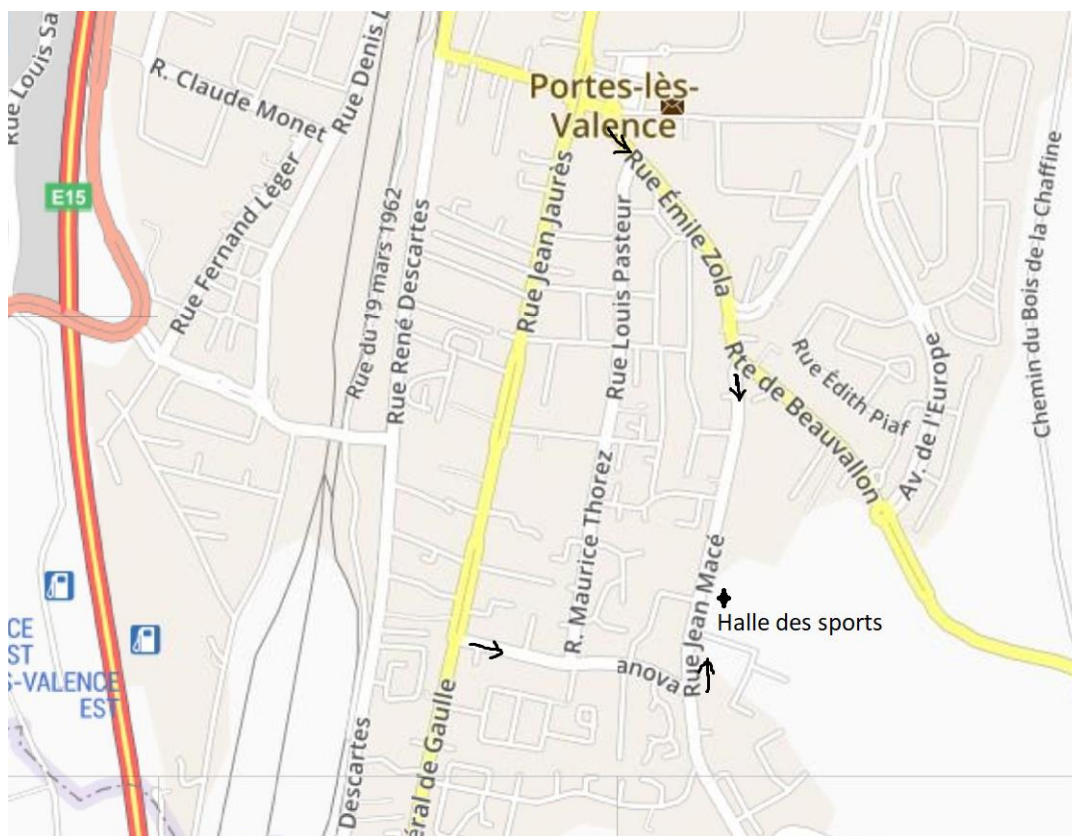 Rue Louis Sa
R. Claude Monet
Rue Denis L
Portes-lès-
Valence
E15
Rue Fernand Léger
Rue du 19 mars 1962
Rue René Descartes
Rue Jean Jaurès
Rue Louis Pasteur
Rue Émile Zola
Chemin du Bois de la Chaffine
Rte de Beauvallon
Rue Édith Piaf
Av. de l'Europe
R. Maurice Thorez
Rue Jean Macé
Halle des sports
CE
ST
S-VALENCE
EST
anova
Descartes
éral de Gaulle